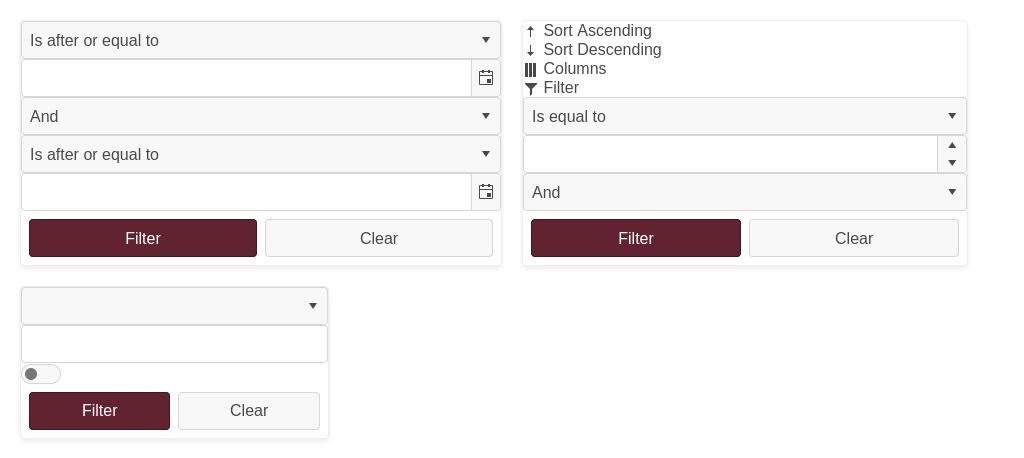 Is after or equal to
And
Is after or equal to
Filter
Clear
Sort Ascending
Sort Descending
Columns
Filter
Is equal to
And
Filter
Clear
Filter
Clear